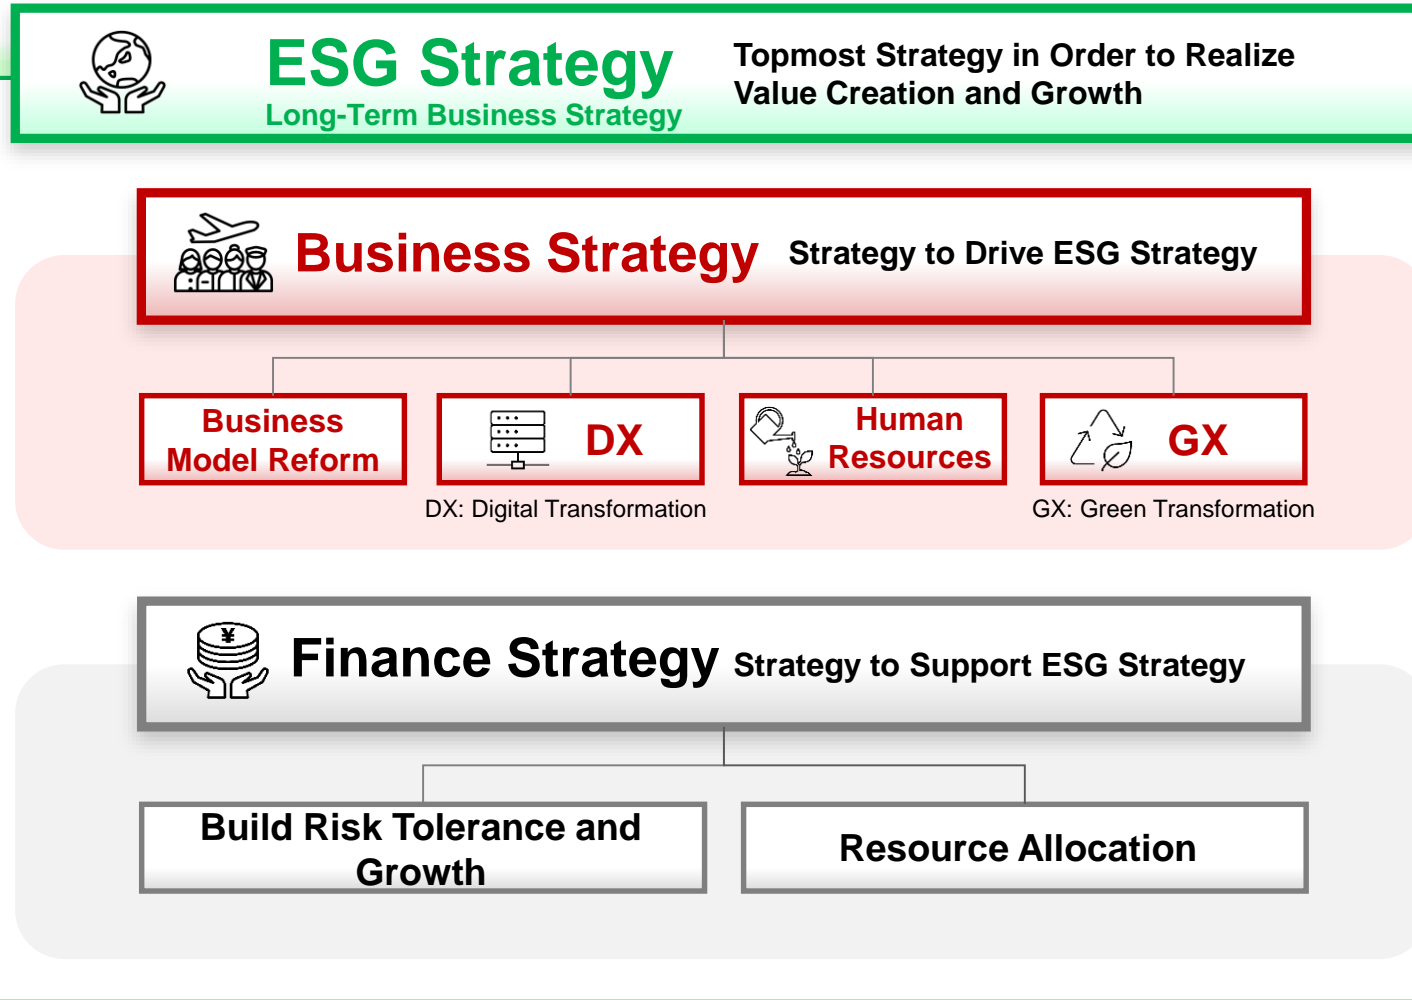 ESG Strategy
Long-Term Business Strategy
Topmost Strategy in Order to Realize
Value Creation and Growth
Business Strategy
Strategy to Drive ESG Strategy
Business
Model Reform
DX
Human
Resources
GX
DX: Digital Transformation
GX: Green Transformation
¥
Finance Strategy
Strategy to Support ESG Strategy
Build Risk Tolerance and
Growth
Resource Allocation